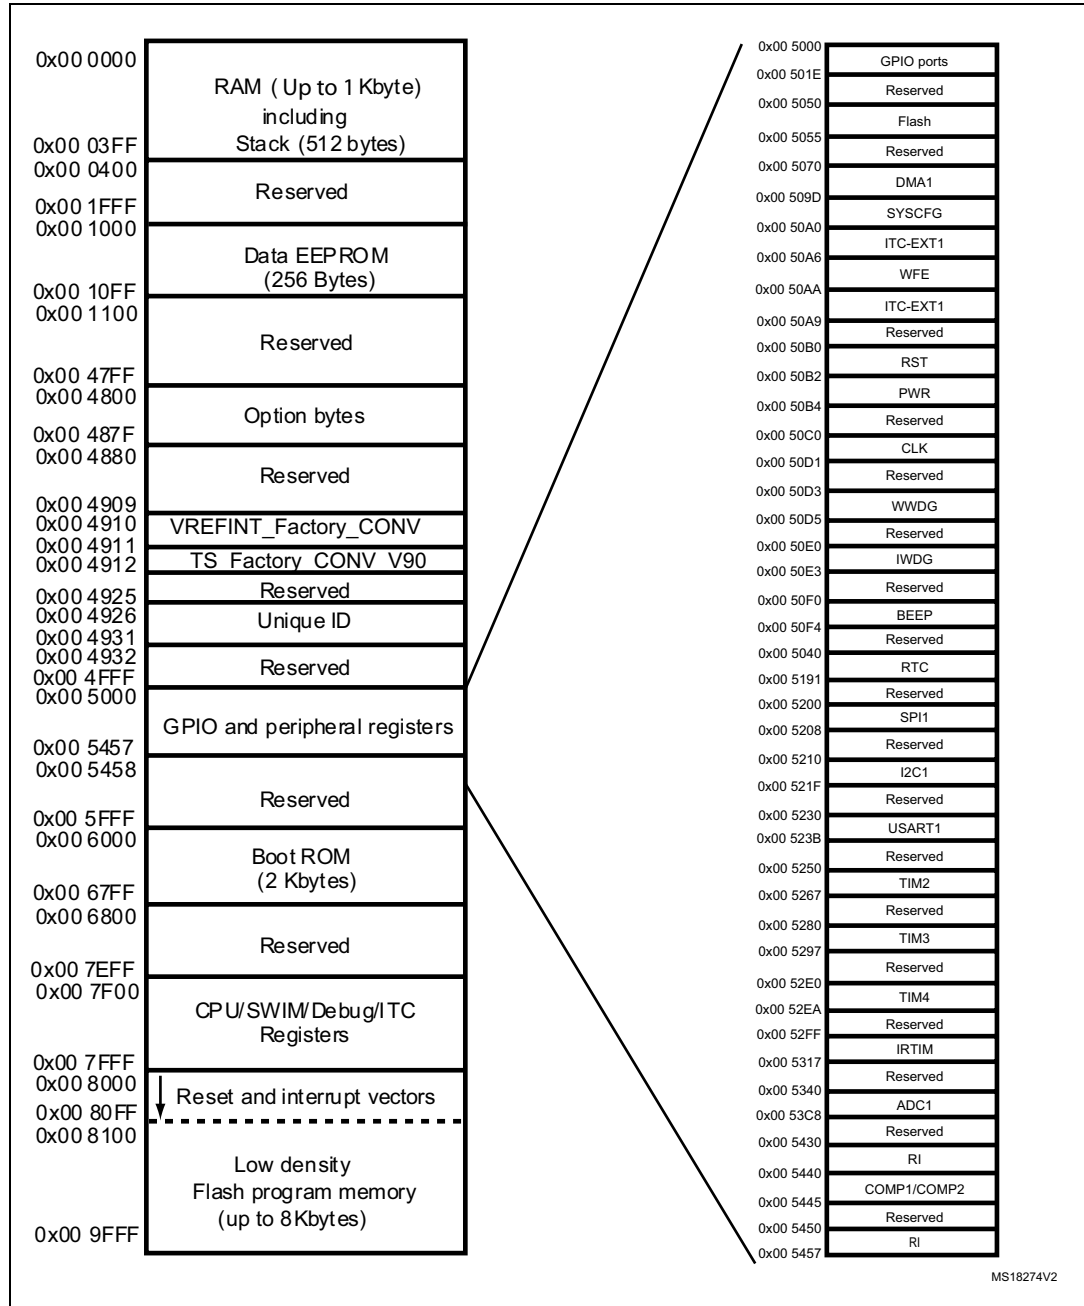 0x00 0000
RAM ( Up to 1 Kbyte)
including
Stack (512 bytes)
0x00 03FF
0x00 0400
Reserved
0x00 1FFF
0x00 1000
Data EEPROM
(256 Bytes)
0x00 10FF
0x00 1100
Reserved
0x00 47FF
0x00 4800
Option bytes
0x00 487F
0x00 4880
Reserved
0x00 4909
0x00 4910
VREFINT_Factory_CONV
0x00 4911
0x00 4912
TS_Factory_CONV_V90
Reserved
0x00 4925
0x00 4926
Unique ID
0x00 4931
0x00 4932
Reserved
0x00 4FFF
0x00 5000
GPIO and peripheral registers
0x00 5457
0x00 5458
Reserved
0x00 5FFF
0x00 6000
Boot ROM
(2 Kbytes)
0x00 67FF
0x00 6800
Reserved
0x00 7EFF
0x00 7F00
CPU/SWIM/Debug/ITC
Registers
0x00 7FFF
0x00 8000
Reset and interrupt vectors
0x00 80FF
0x00 8100
Low density
Flash program memory
(up to 8Kbytes)
0x00 9FFF
0x00 5000
GPIO ports
0x00 501E
Reserved
0x00 5050
Flash
0x00 5055
Reserved
0x00 5070
DMA1
0x00 509D
SYSCFG
0x00 50A0
ITC-EXT1
0x00 50A6
WFE
0x00 50AA
ITC-EXT1
0x00 50A9
Reserved
0x00 50B0
RST
0x00 50B2
PWR
0x00 50B4
Reserved
0x00 50C0
CLK
0x00 50D1
Reserved
0x00 50D3
WWDG
0x00 50D5
Reserved
0x00 50E0
IWDG
0x00 50E3
Reserved
0x00 50F0
BEEP
0x00 50F4
Reserved
0x00 5040
RTC
0x00 5191
Reserved
0x00 5200
SPI1
0x00 5208
Reserved
0x00 5210
I2C1
0x00 521F
Reserved
0x00 5230
USART1
0x00 523B
Reserved
0x00 5250
TIM2
0x00 5267
Reserved
0x00 5280
TIM3
0x00 5297
Reserved
0x00 52E0
TIM4
0x00 52EA
Reserved
0x00 52FF
IRTIM
0x00 5317
Reserved
0x00 5340
ADC1
0x00 53C8
Reserved
0x00 5430
RI
0x00 5440
COMP1/COMP2
0x00 5445
Reserved
0x00 5450
RI
0x00 5457
MS18274V2